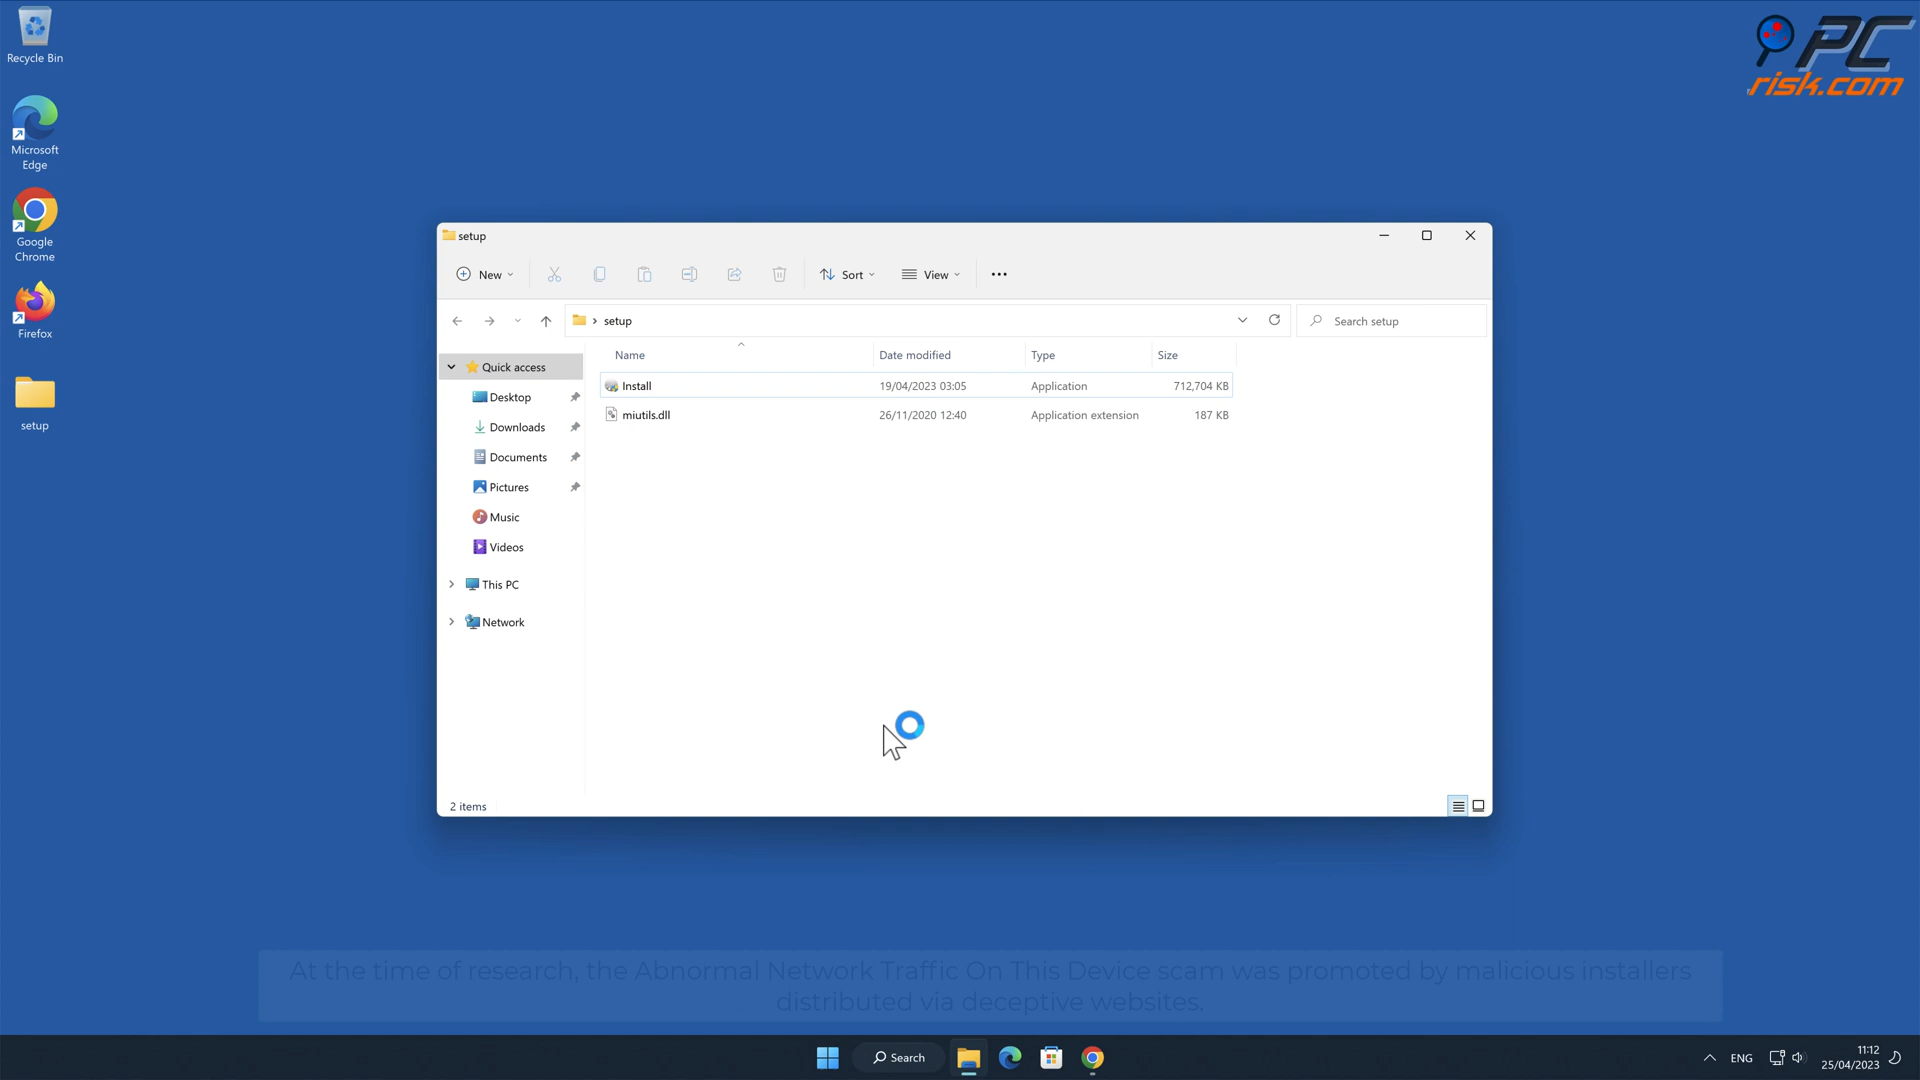 Recycle Bin
Microsoft
Edge
Google
Chrome
Firefox
setup
PC
risk.com
setup
New
Sort
View
setup
Search setup
Name Date modified Type Size
Install 19/04/2023 03:05 Application 712,704 KB
miutils.dll 26/11/2020 12:40 Application extension 187 KB
Quick access
Desktop
Downloads
Documents
Pictures
Music
Videos
This PC
Network
2 items
At the time of research, the Abnormal Network Traffic On This Device scam was promoted by malicious installers
distributed via deceptive websites.
Search
ENG
11:12
25/04/2023